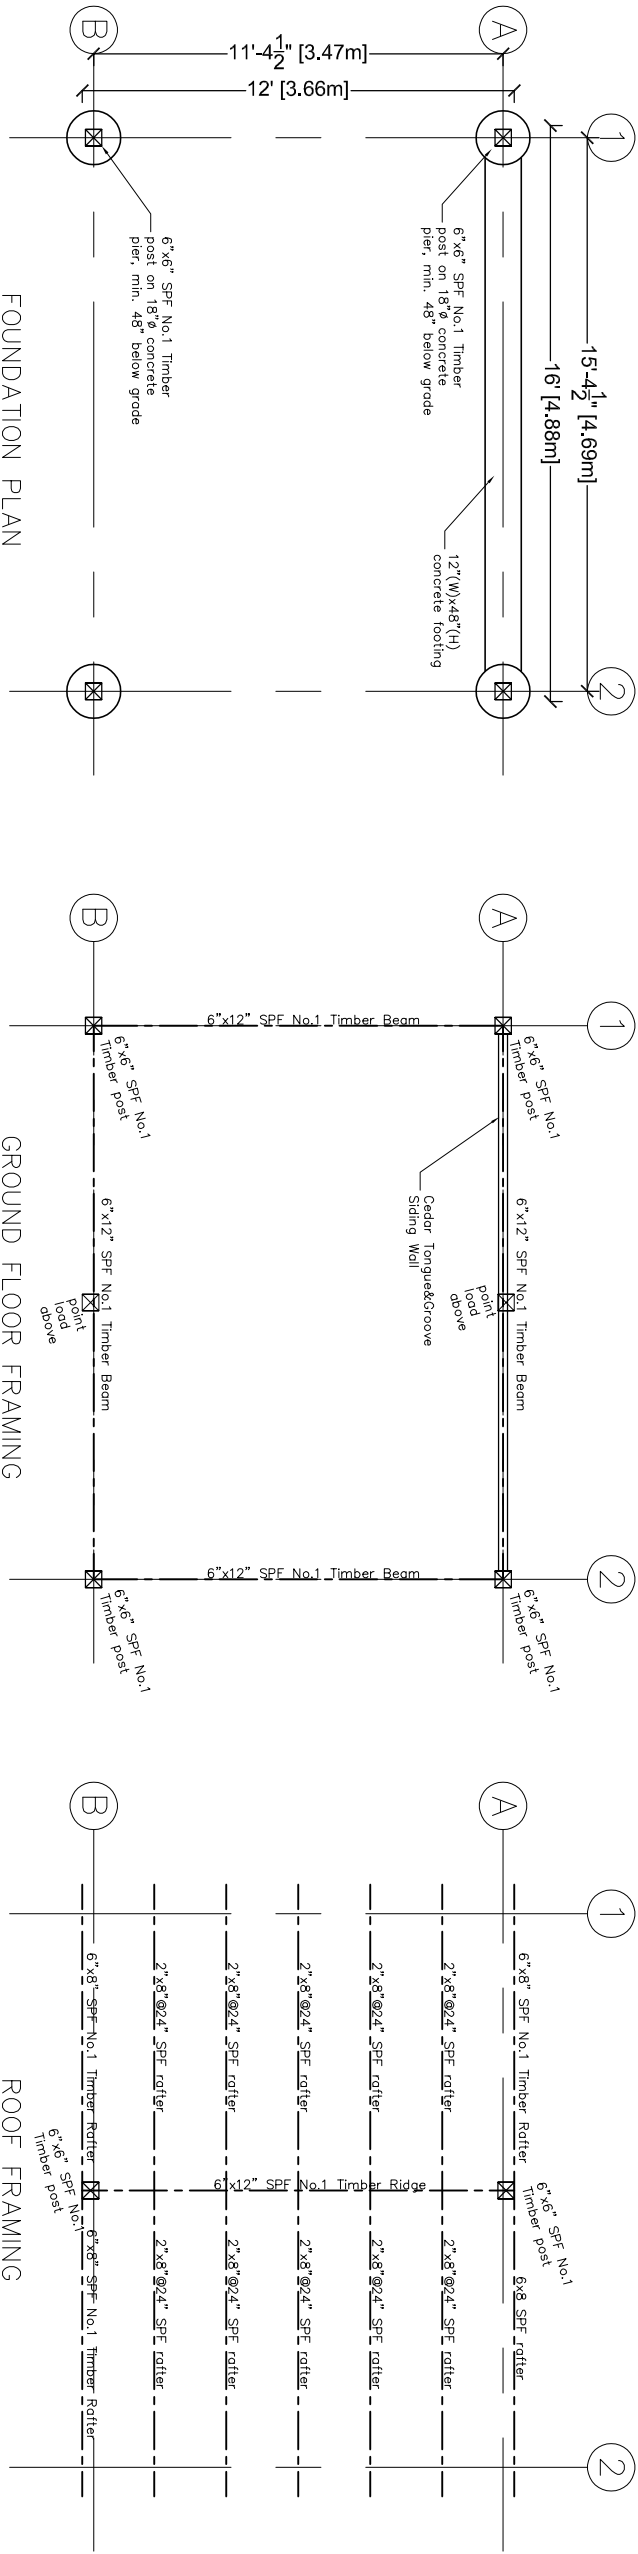 1
2
A
B
15'-4 1/2" [4.69m]
16' [4.88m]
11'-4 1/2" [3.47m]
12' [3.66m]
6"x6" SPF No.1 Timber
post on 18"ø concrete
pier, min. 48" below grade
12"(W)x48"(H)
concrete footing
6"x6" SPF No.1 Timber
post on 18"ø concrete
pier, min. 48" below grade
FOUNDATION PLAN
1
2
A
B
6"x6" SPF No.1
Timber post
6"x12" SPF No.1 Timber Beam
6"x6" SPF No.1
Timber post
point
load
above
Cedar Tongue&Groove
Siding Wall
6"x12" SPF No.1 Timber Beam
6"x12" SPF No.1 Timber Beam
6"x6" SPF No.1
Timber post
6"x12" SPF No.1 Timber Beam
6"x6" SPF No.1
Timber post
point
load
above
GROUND FLOOR FRAMING
1
2
A
B
6"x8" SPF No.1 Timber Rafter
6"x6" SPF No.1
Timber post
6x8 SPF rafter
2"x8"@24" SPF rafter
2"x8"@24" SPF rafter
2"x8"@24" SPF rafter
2"x8"@24" SPF rafter
6"x12" SPF No.1 Timber Ridge
2"x8"@24" SPF rafter
2"x8"@24" SPF rafter
2"x8"@24" SPF rafter
2"x8"@24" SPF rafter
2"x8"@24" SPF rafter
2"x8"@24" SPF rafter
6"x8" SPF No.1 Timber Rafter
6"x8" SPF No.1 Timber Rafter
6"x6" SPF No.1
Timber post
ROOF FRAMING